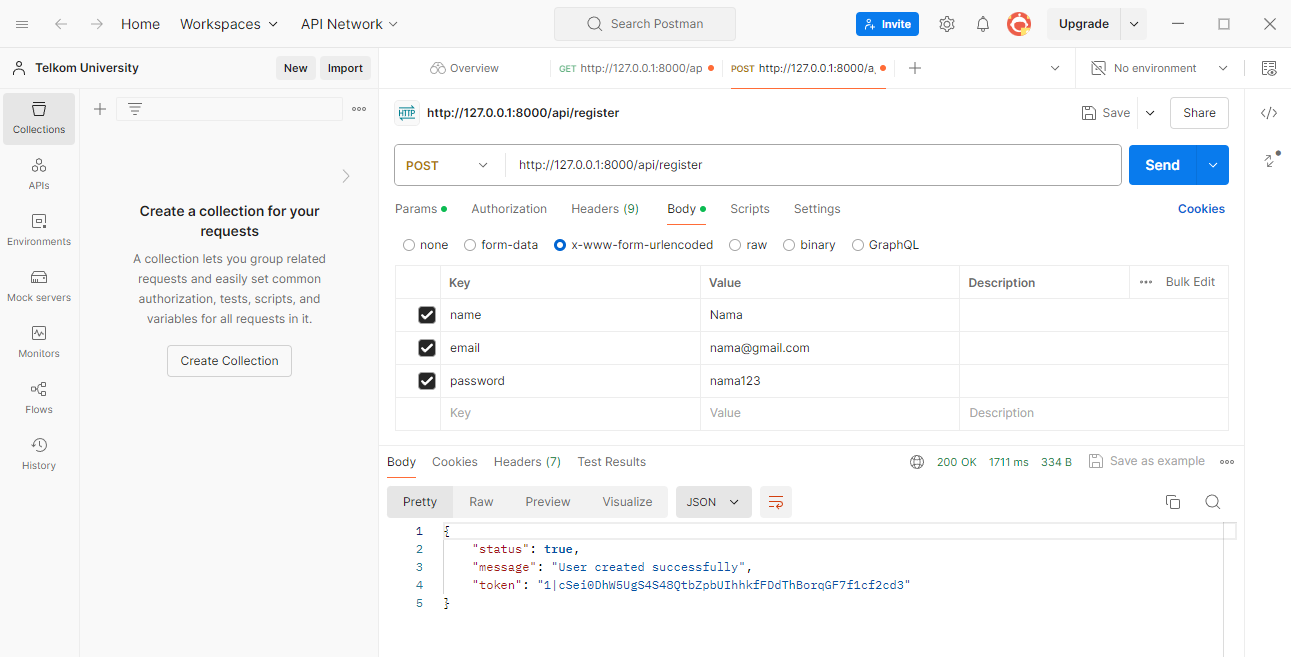 Home Workspaces API Network Search Postman Invite Upgrade
Telkom University New Import Overview GET http://127.0.0.1:8000/ap POST http://127.0.0.1:8000/a No environment
Collections
APIs
Environments
Mock servers
Monitors
Flows
History
Create a collection for your
requests
A collection lets you group related
requests and easily set common
authorization, tests, scripts, and
variables for all requests in it.
Create Collection
HTTP http://127.0.0.1:8000/api/register Save Share
POST http://127.0.0.1:8000/api/register Send
Params Authorization Headers (9) Body Scripts Settings Cookies
none form-data x-www-form-urlencoded raw binary GraphQL
Key Value Description Bulk Edit
name Nama
email nama@gmail.com
password nama123
Key Value Description
Body Cookies Headers (7) Test Results 200 OK 1711 ms 334 B Save as example
Pretty Raw Preview Visualize JSON
1 {
2 "status": true,
3 "message": "User created successfully",
4 "token": "1|cSei0DhW5UgS4S48QtbZpbUIhhkfFDdThBorqGF7f1cf2cd3"
5 }